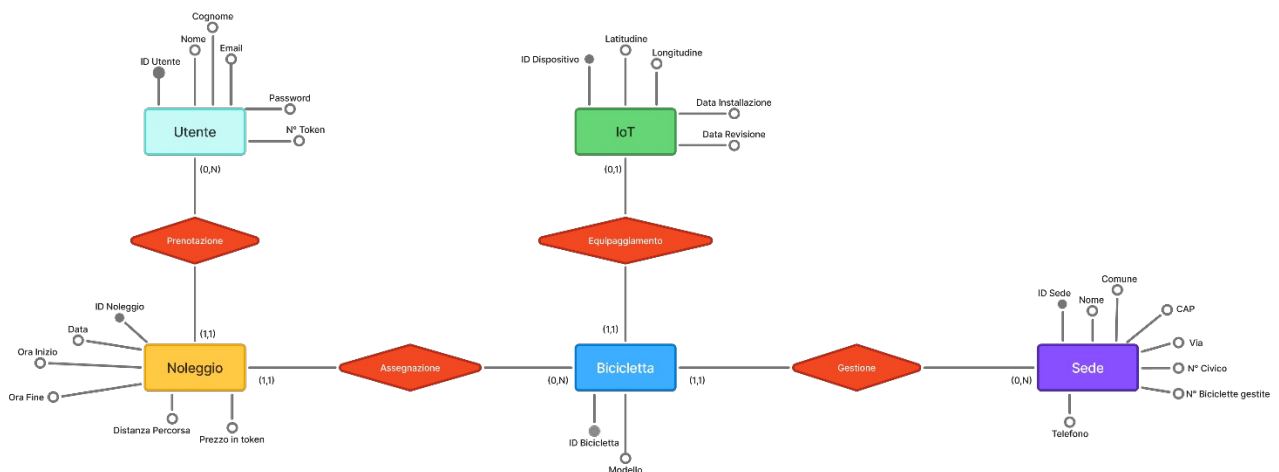 Cognome
Nome
Email
ID Utente
Password
N° Token
Utente
(0,N)
Latitudine
Longitudine
ID Dispositivo
Data Installazione
Data Revisione
IoT
(0,1)
Prenotazione
Equipaggiamento
ID Noleggio
Data
Ora Inizio
Ora Fine
(1,1)
Noleggio
(1,1)
Distanza Percorsa
Prezzo in token
Assegnazione
(1,1)
(0,N)
Bicicletta
(1,1)
ID Bicicletta
Modello
Gestione
Comune
ID Sede
Nome
CAP
Via
N° Civico
N° Biciclette gestite
(0,N)
Sede
Telefono